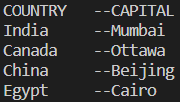 COUNTRY   --CAPITAL
India     --Mumbai
Canada    --Ottawa
China     --Beijing
Egypt     --Cairo